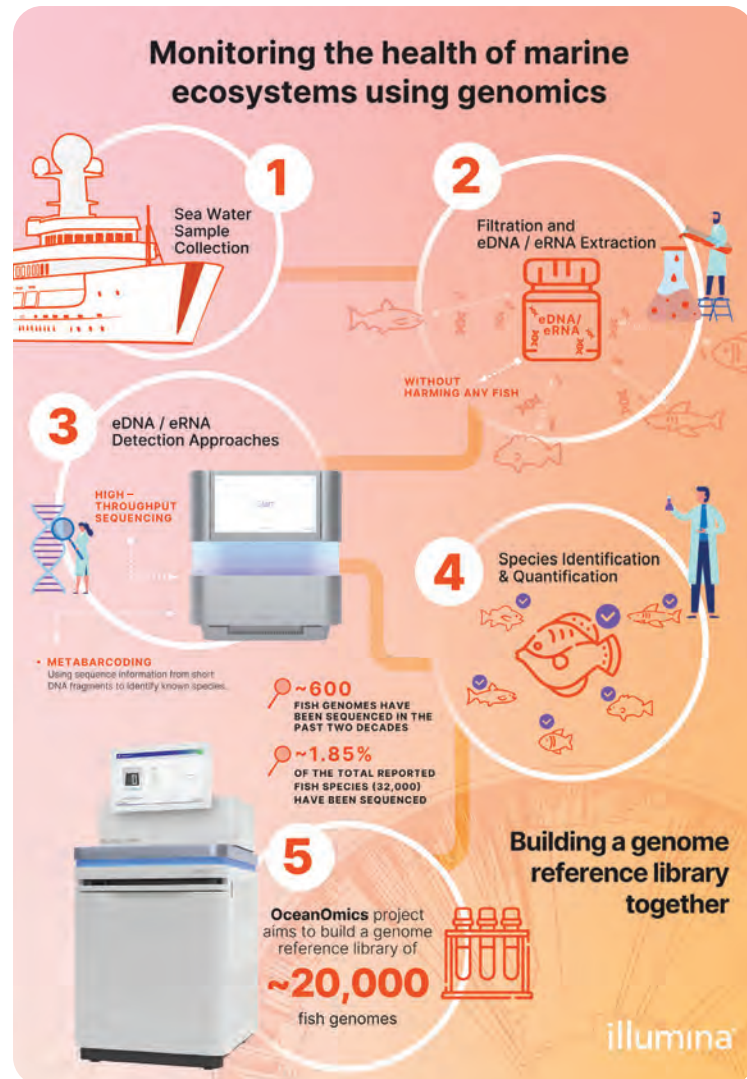 Monitoring the health of marine
ecosystems using genomics
1
Sea Water
Sample
Collection
2
Filtration and
eDNA / eRNA Extraction
eDNA/
eRNA
WITHOUT
HARMING ANY FISH
3
eDNA / eRNA
Detection Approaches
HIGH –
THROUGHPUT
SEQUENCING
• METABARCODING
Using sequence information from short
DNA fragments to identify known species.
4
Species Identification
& Quantification
~600
FISH GENOMES HAVE
BEEN SEQUENCED IN THE
PAST TWO DECADES
~1.85%
OF THE TOTAL REPORTED
FISH SPECIES (32,000)
HAVE BEEN SEQUENCED
5
OceanOmics project
aims to build a genome
reference library of
~20,000
fish genomes
Building a genome
reference library
together
illumina